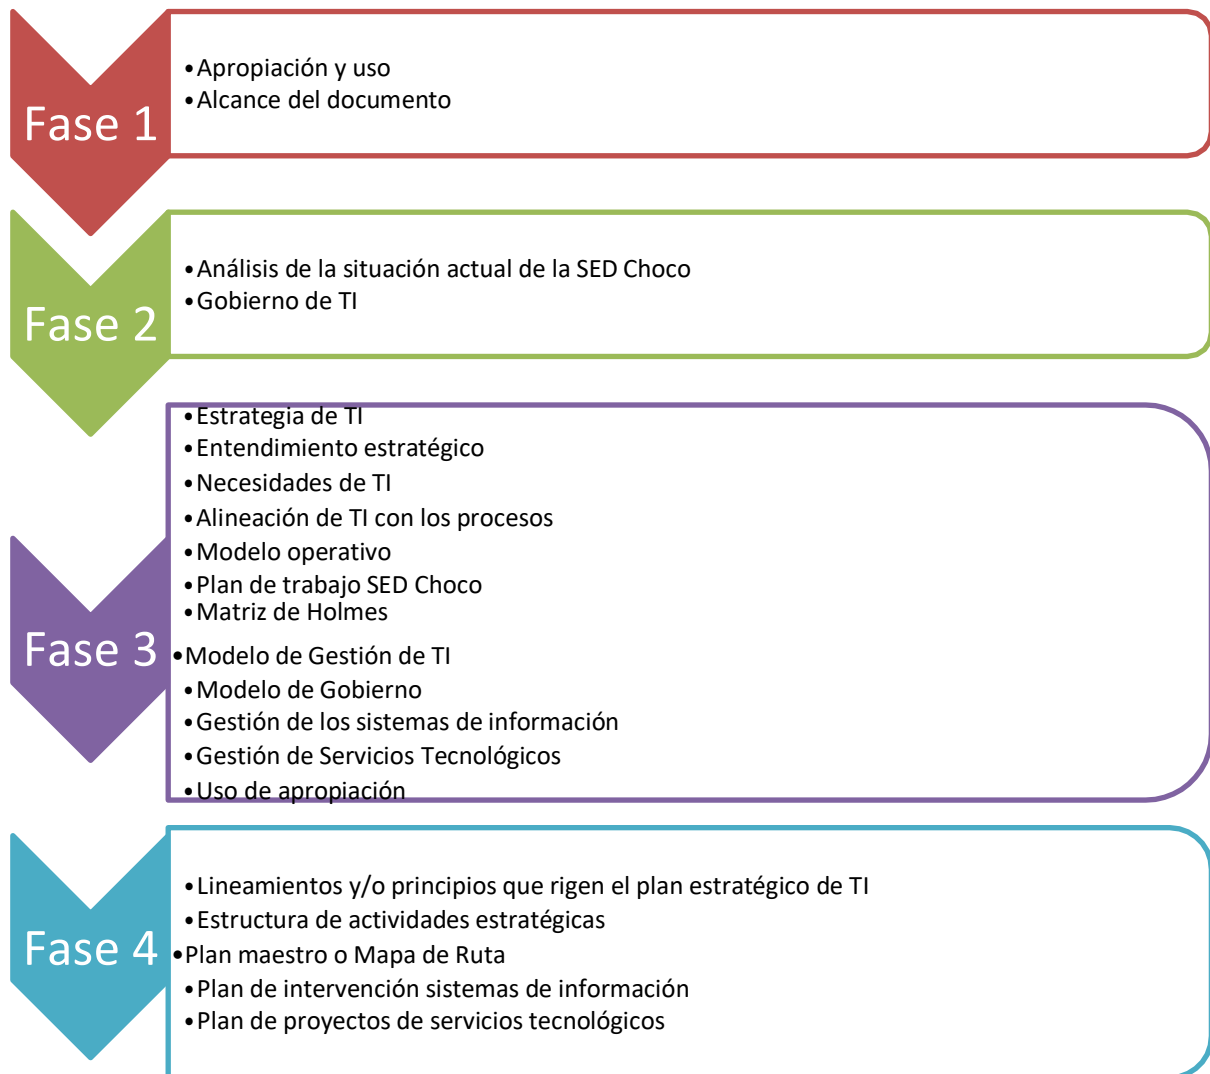 Fase 1
•Apropiación y uso
•Alcance del documento
Fase 2
•Análisis de la situación actual de la SED Choco
•Gobierno de TI
Fase 3
•Estrategia de TI
•Entendimiento estratégico
•Necesidades de TI
•Alineación de TI con los procesos
•Modelo operativo
•Plan de trabajo SED Choco
•Matriz de Holmes
•Modelo de Gestión de TI
•Modelo de Gobierno
•Gestión de los sistemas de información
•Gestión de Servicios Tecnológicos
•Uso de apropiación
Fase 4
•Lineamientos y/o principios que rigen el plan estratégico de TI
•Estructura de actividades estratégicas
•Plan maestro o Mapa de Ruta
•Plan de intervención sistemas de información
•Plan de proyectos de servicios tecnológicos